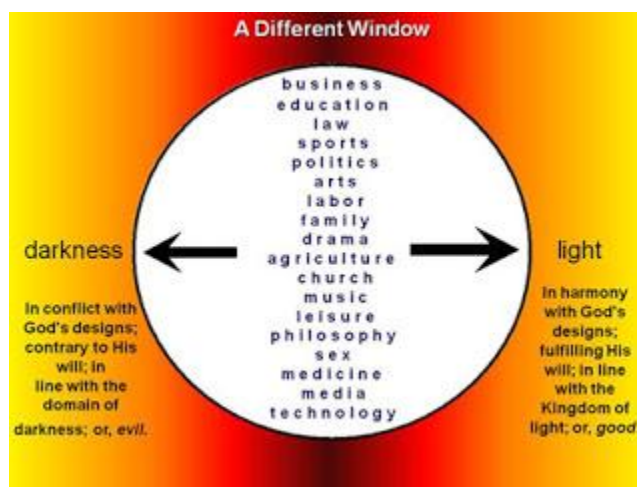 A Different Window
business
education
law
sports
politics
arts
labor
family
drama
agriculture
church
music
leisure
philosophy
sex
medicine
media
technology
darkness
In conflict with
God's designs;
contrary to His
will; in
line with the
domain of
darkness; or, evil.
light
In harmony
with God's
designs;
fulfilling His
will; in line
with the
Kingdom of
light; or, good